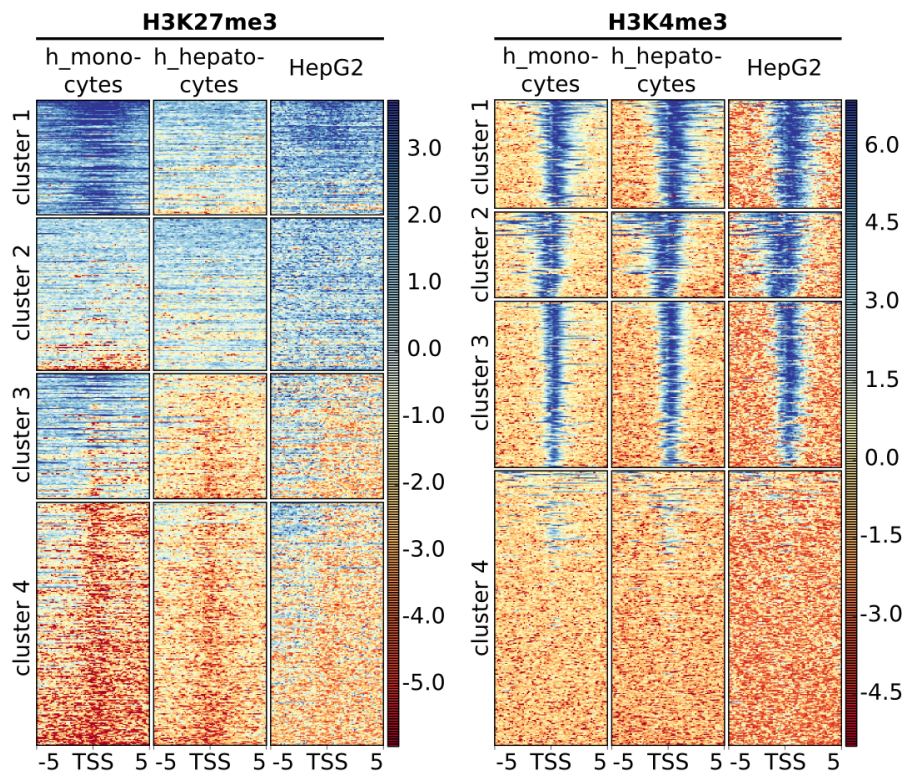 H3K27me3
h_mono-
cytes
h_hepato-
cytes
HepG2
cluster 1
cluster 2
cluster 3
cluster 4
3.0
2.0
1.0
0.0
-1.0
-2.0
-3.0
-4.0
-5.0
-5 TSS 5
-5 TSS 5
-5 TSS 5
H3K4me3
h_mono-
cytes
h_hepato-
cytes
HepG2
cluster 1
cluster 2
cluster 3
cluster 4
6.0
4.5
3.0
1.5
0.0
-1.5
-3.0
-4.5
-5 TSS 5
-5 TSS 5
-5 TSS 5